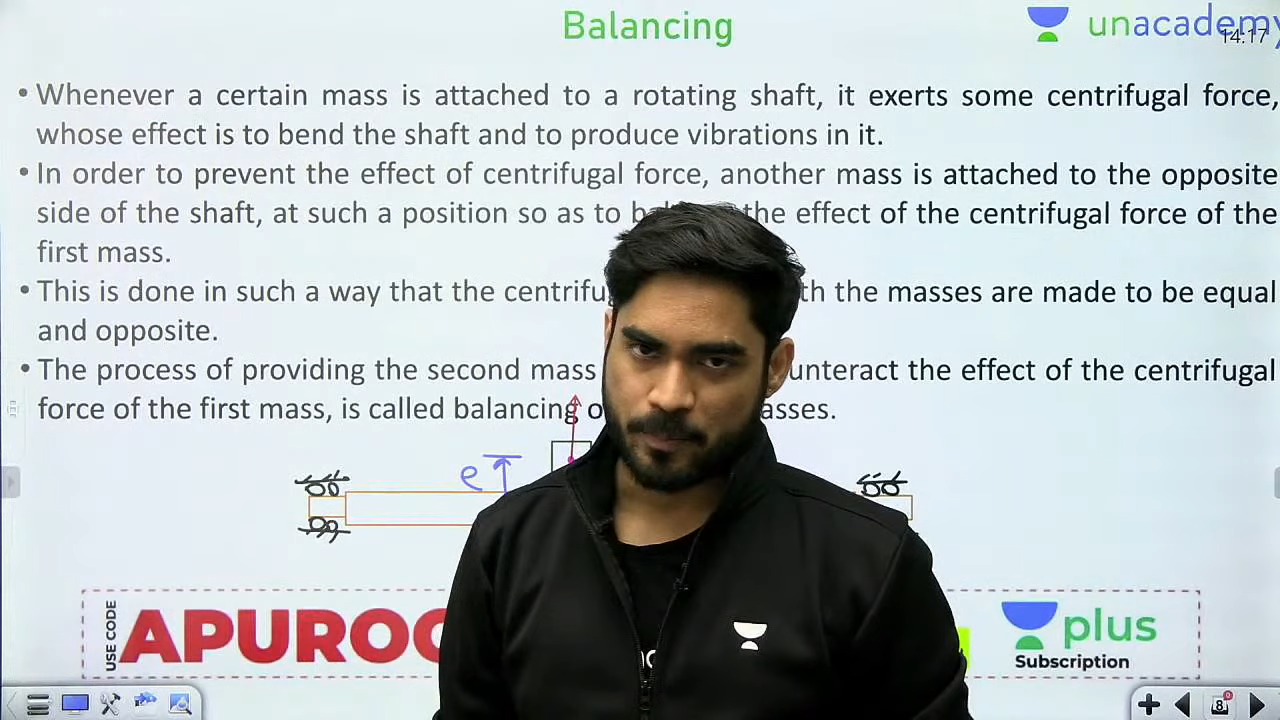 Balancing
unacademy
14.17
• Whenever a certain mass is attached to a rotating shaft, it exerts some centrifugal force,
whose effect is to bend the shaft and to produce vibrations in it.
• In order to prevent the effect of centrifugal force, another mass is attached to the opposite
side of the shaft, at such a position so as to the effect of the centrifugal force of the
first mass.
• This is done in such a way that the the masses are made to be equal
and opposite.
• The process of providing the second mass the effect of the centrifugal
force of the first mass, is called balancing
e
USE CODE
plus
Subscription
8
0